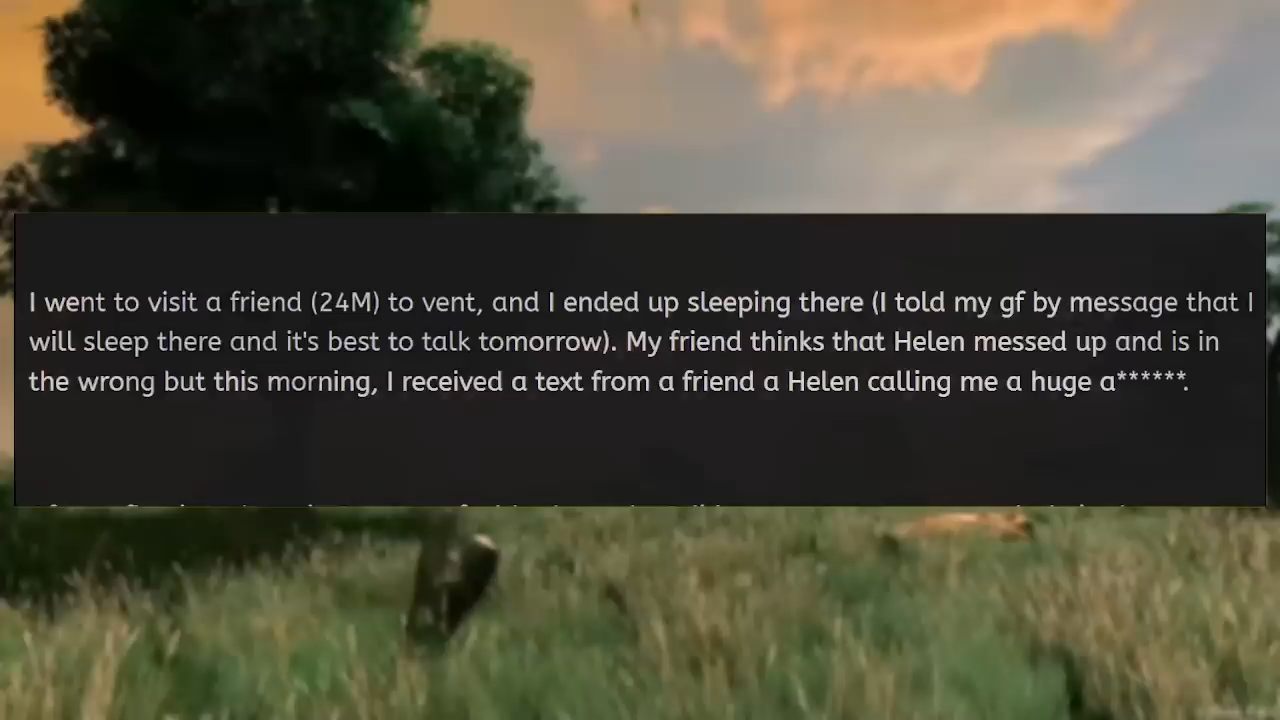 I went to visit a friend (24M) to vent, and I ended up sleeping there (I told my gf by message that I
will sleep there and it's best to talk tomorrow). My friend thinks that Helen messed up and is in
the wrong but this morning, I received a text from a friend a Helen calling me a huge a******.